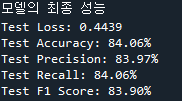 모델의 최종 성능
Test Loss: 0.4439
Test Accuracy: 84.06%
Test Precision: 83.97%
Test Recall: 84.06%
Test F1 Score: 83.90%